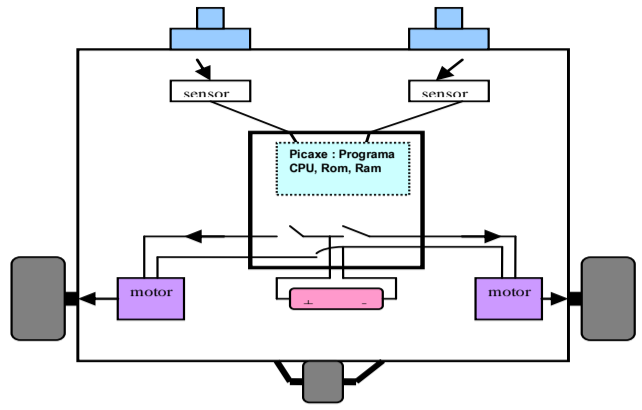 sensor
sensor
Picaxe : Programa
CPU, Rom, Ram
motor
motor
+ -